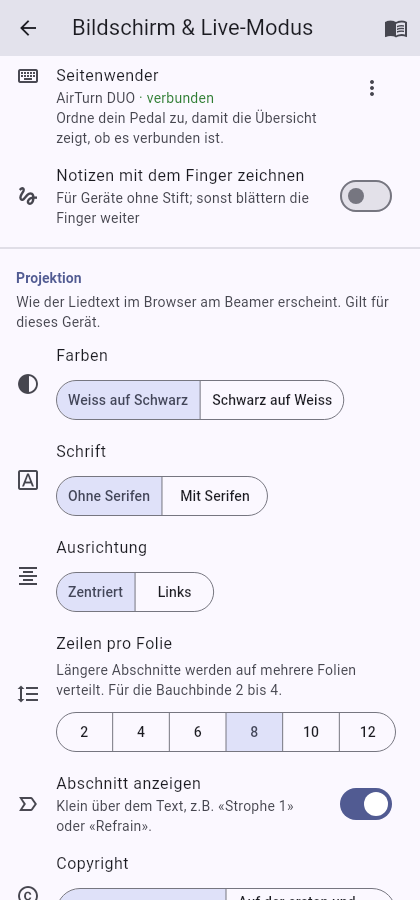 Bildschirm & Live-Modus
Seitenwender
AirTurn DUO · verbunden
Ordne dein Pedal zu, damit die Übersicht
zeigt, ob es verbunden ist.
Notizen mit dem Finger zeichnen
Für Geräte ohne Stift; sonst blättern die
Finger weiter
Projektion
Wie der Liedtext im Browser am Beamer erscheint. Gilt für
dieses Gerät.
Farben
Weiss auf Schwarz Schwarz auf Weiss
Schrift
Ohne Serifen Mit Serifen
Ausrichtung
Zentriert Links
Zeilen pro Folie
Längere Abschnitte werden auf mehrere Folien
verteilt. Für die Bauchbinde 2 bis 4.
2 4 6 8 10 12
Abschnitt anzeigen
Klein über dem Text, z.B. «Strophe 1»
oder «Refrain».
Copyright
Auf der ersten und